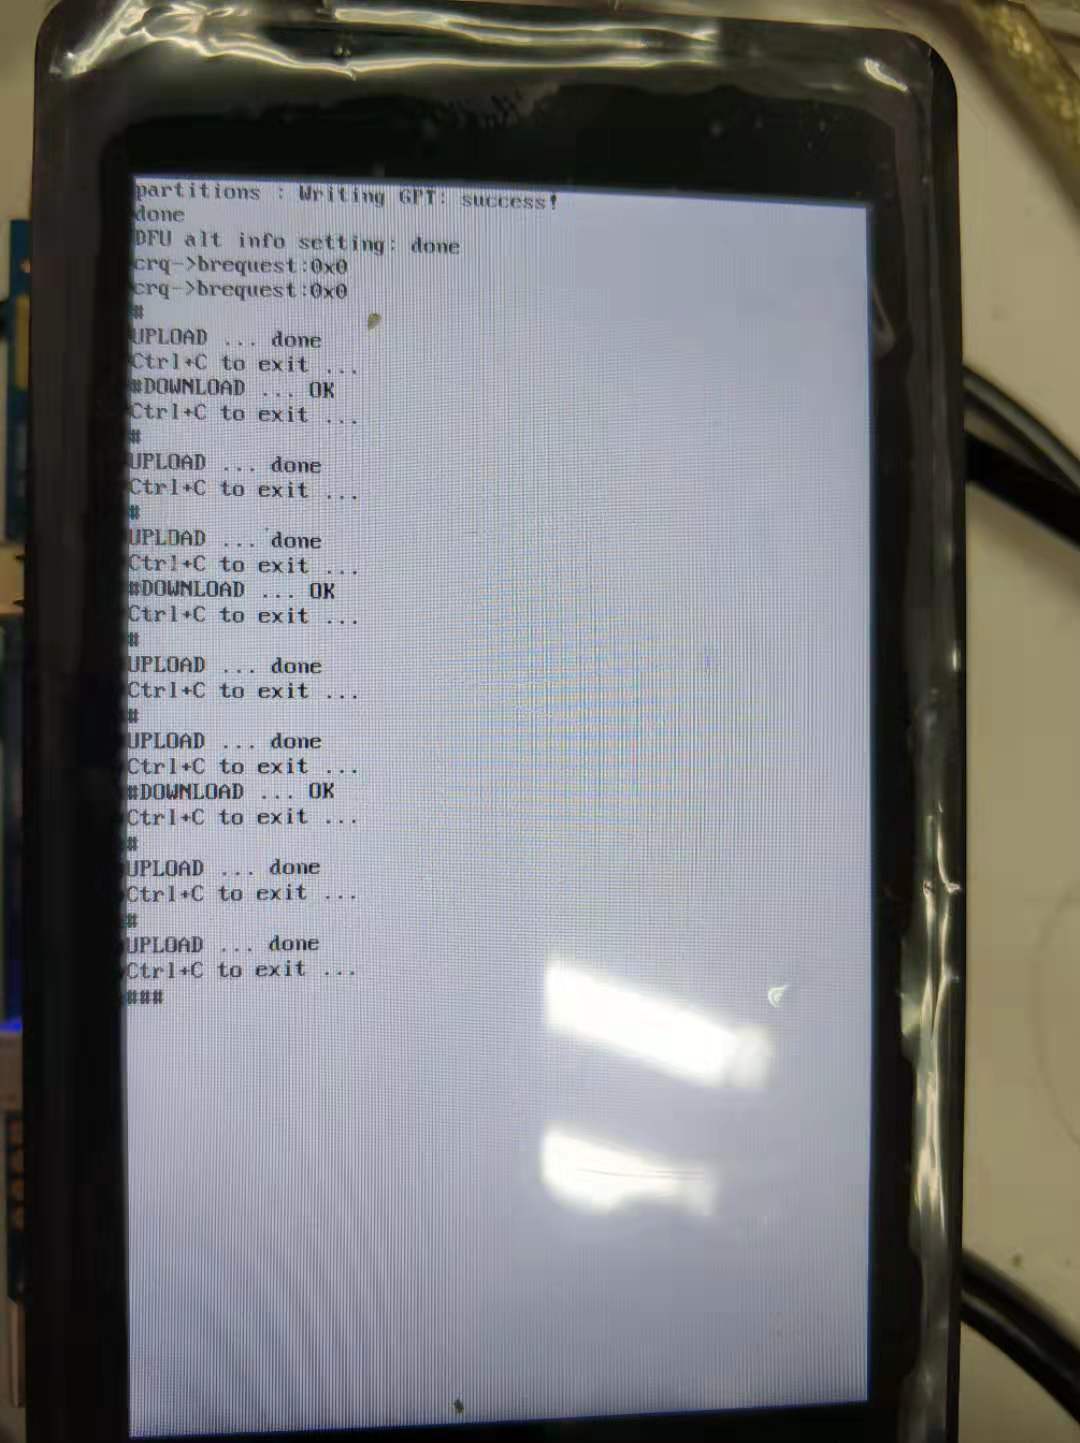 partitions : Writing GPT: success!
done
DFU alt info setting: done
crq->brequest:0x0
crq->brequest:0x0
#
UPLOAD ... done
Ctrl+C to exit ...
#DOWNLOAD ... OK
Ctrl+C to exit ...
#
UPLOAD ... done
Ctrl+C to exit ...
#
UPLOAD ... done
Ctrl+C to exit ...
#DOWNLOAD ... OK
Ctrl+C to exit ...
#
UPLOAD ... done
Ctrl+C to exit ...
#
UPLOAD ... done
Ctrl+C to exit ...
#DOWNLOAD ... OK
Ctrl+C to exit ...
#
UPLOAD ... done
Ctrl+C to exit ...
#
UPLOAD ... done
Ctrl+C to exit ...
###